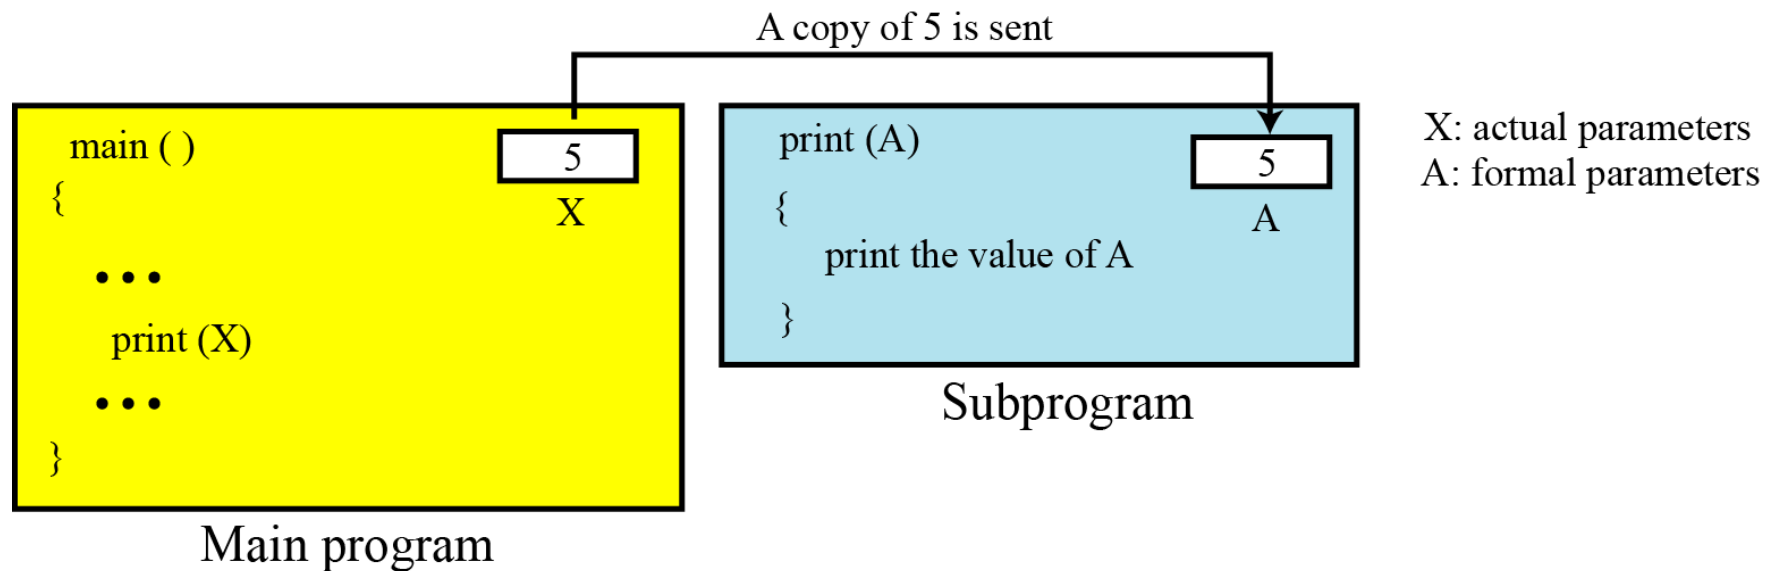 A copy of 5 is sent
main ( )
5
X
{
•••
print (X)
•••
}
Main program
print (A)
5
A
{
print the value of A
}
Subprogram
X: actual parameters
A: formal parameters